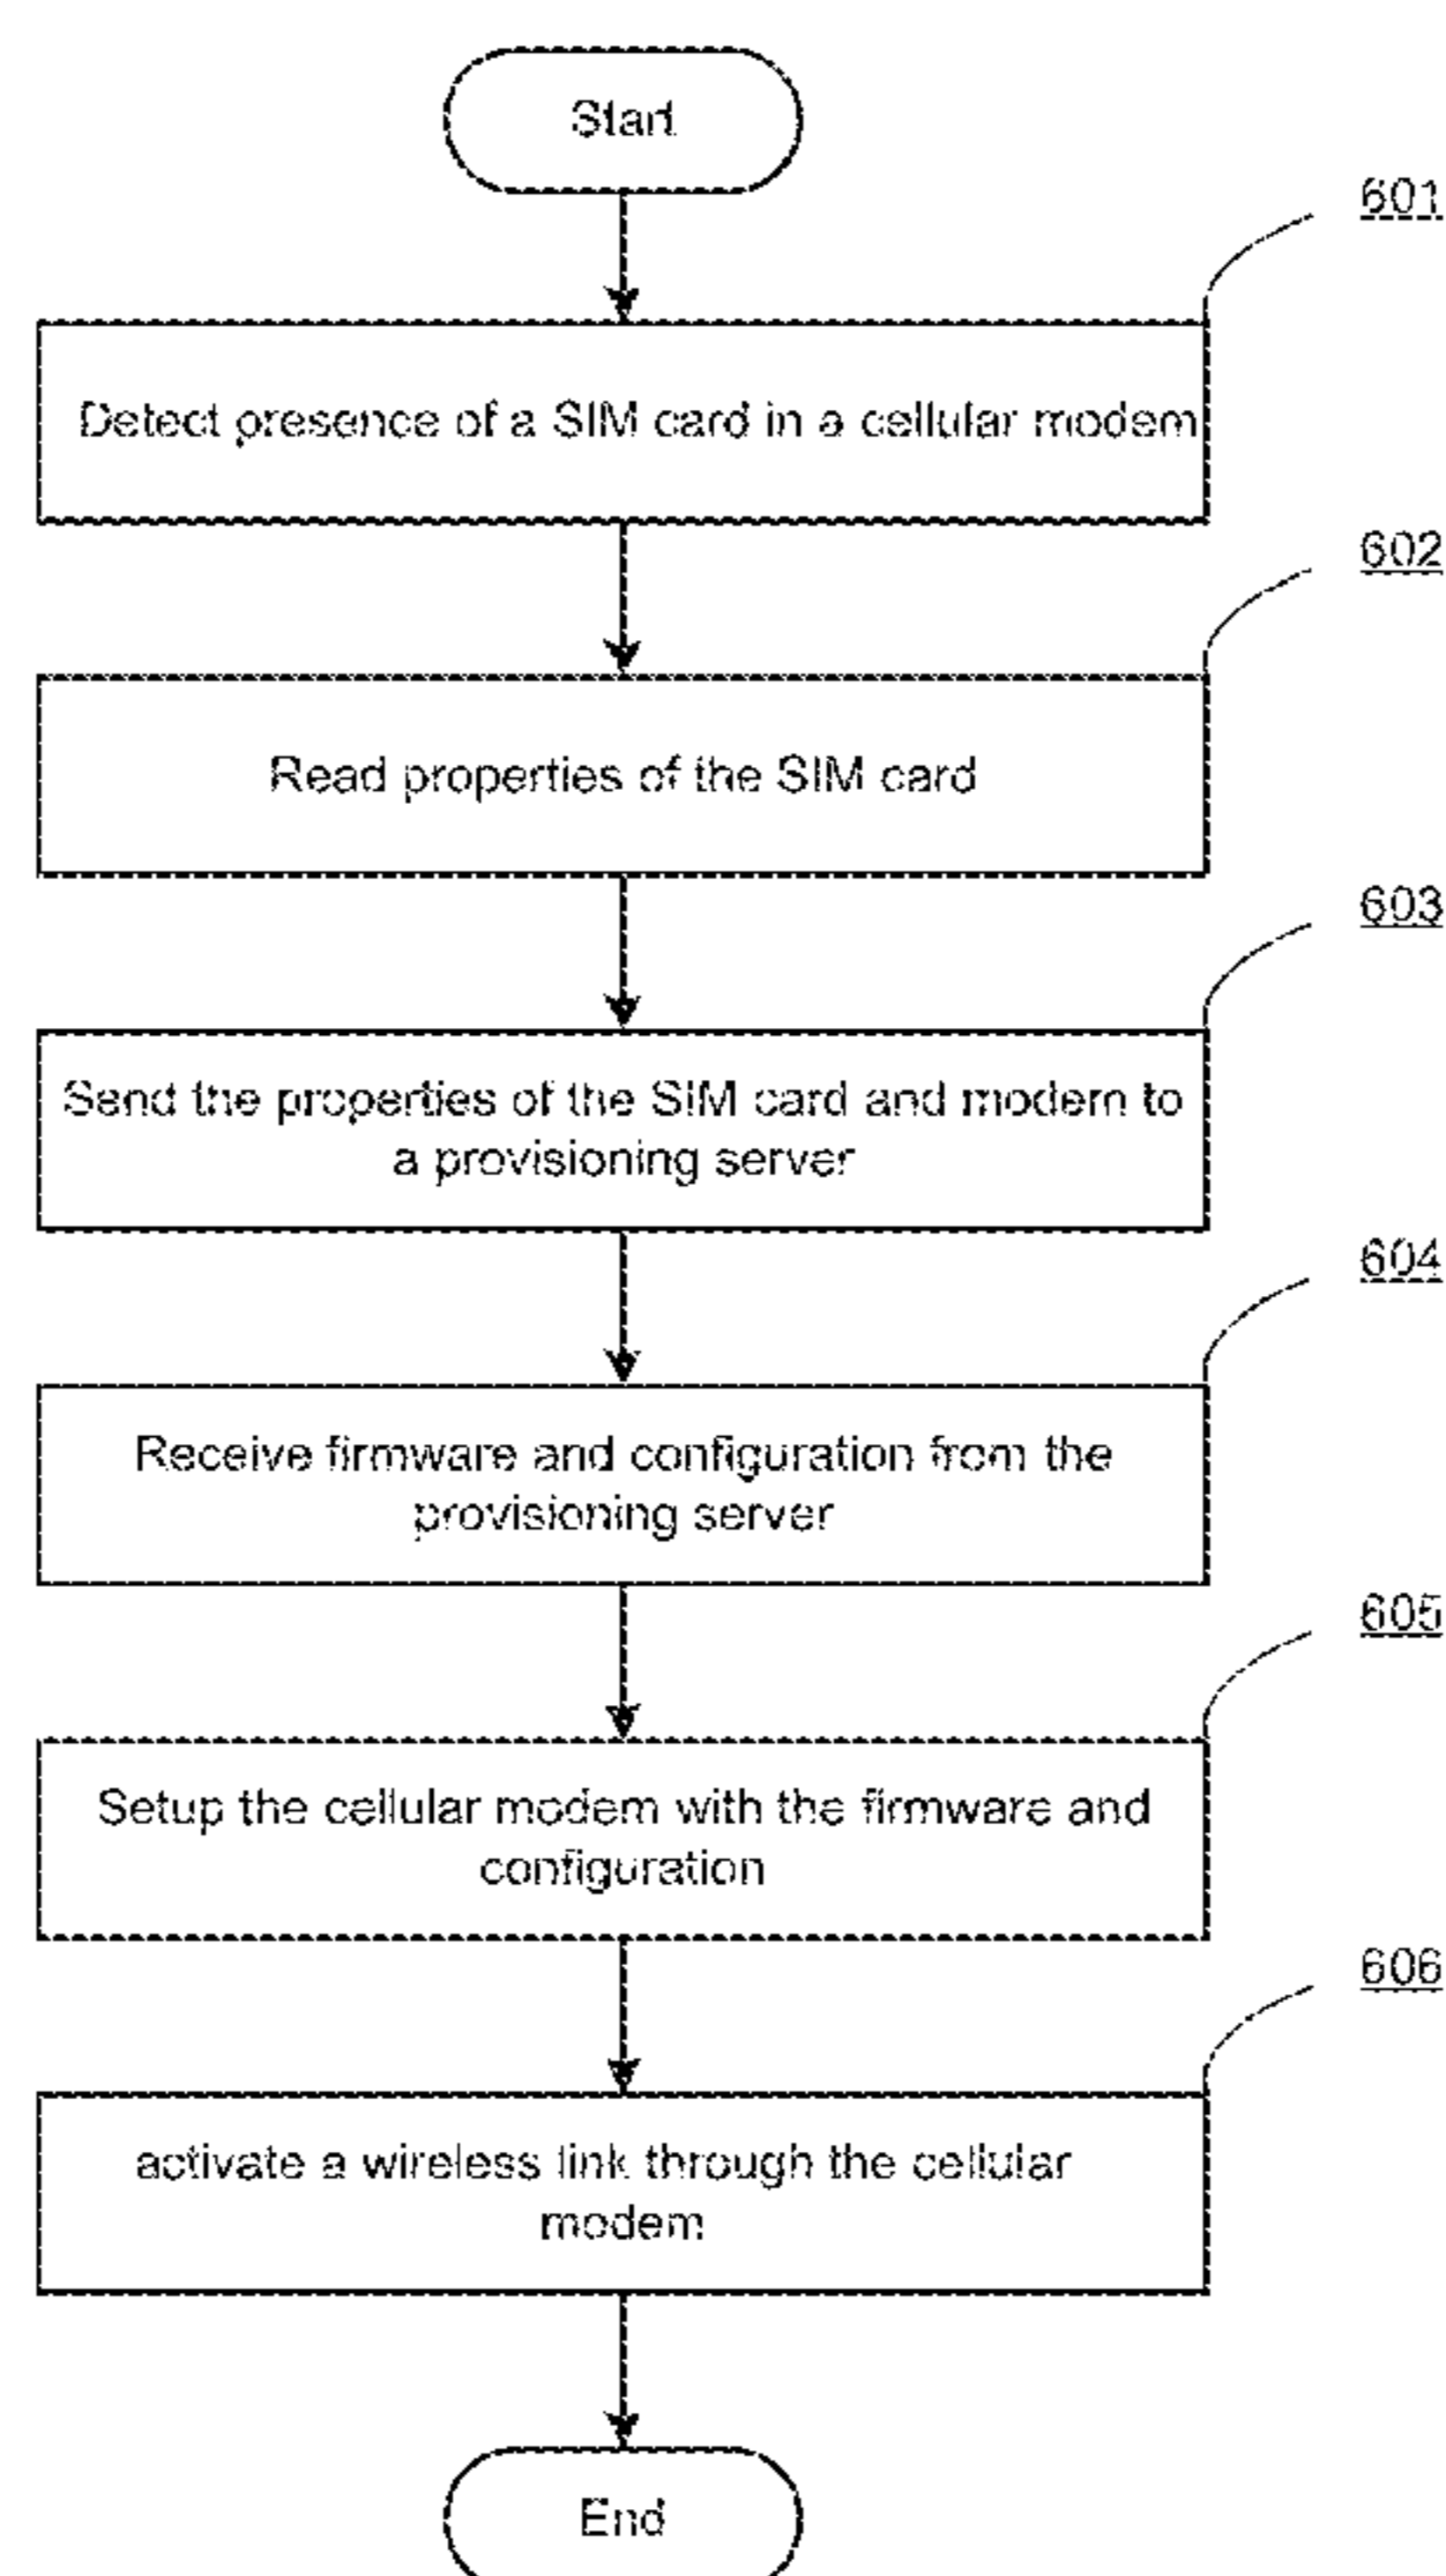 Start
601
Detect presence of a SIM card in a cellular modem
602
Read properties of the SIM card
603
Send the properties of the SIM card and modem to
a provisioning server
604
Receive firmware and configuration from the
provisioning server
605
Setup the cellular modem with the firmware and
configuration
606
activate a wireless link through the cellular
modem
End